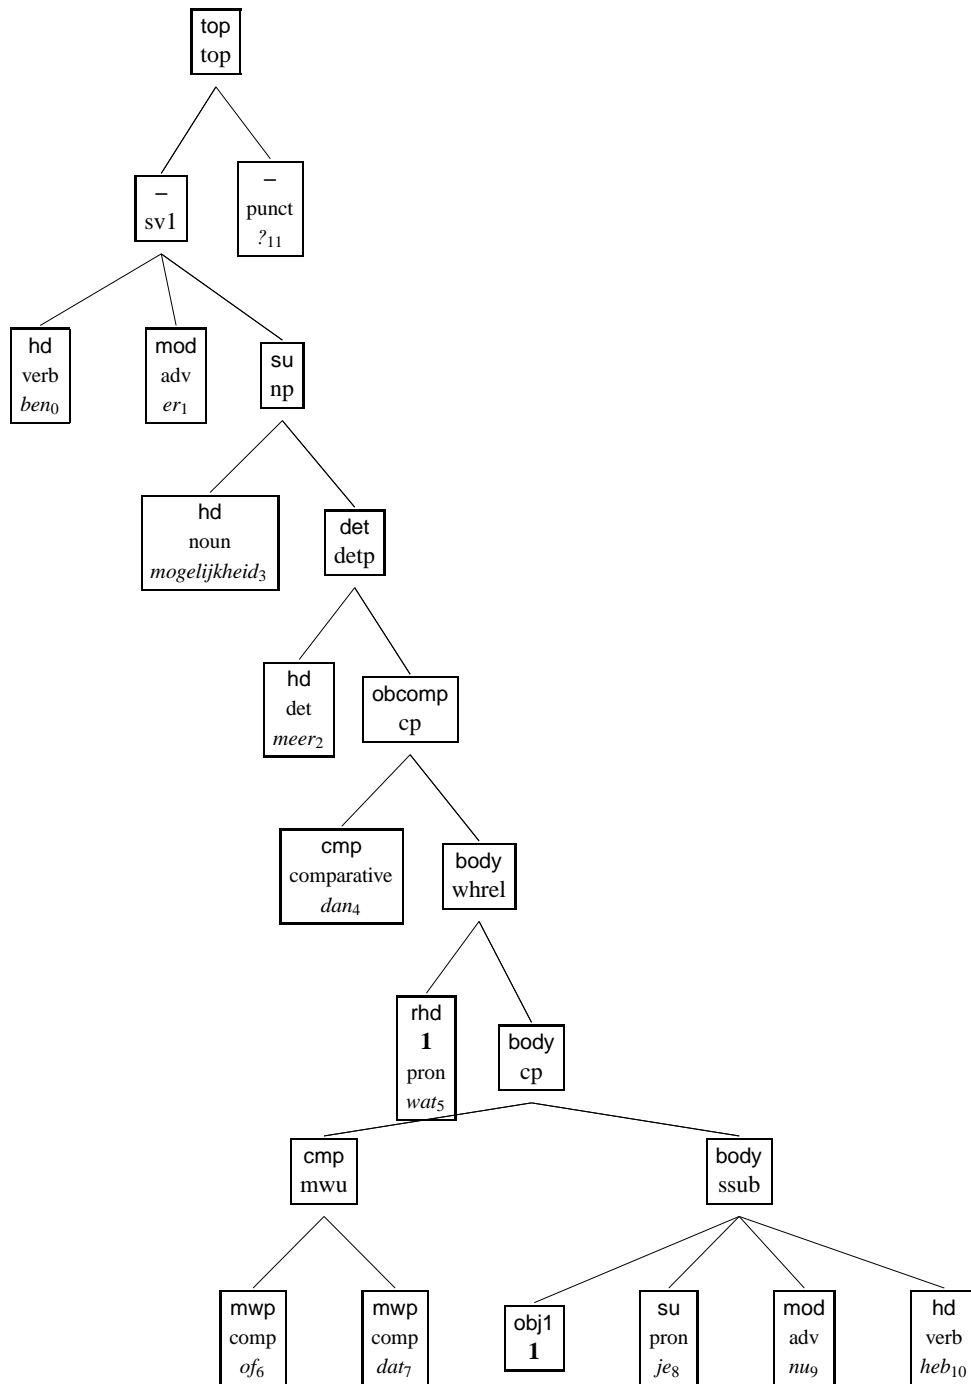 top
top
–
sv1
–
punct
?11
hd
verb
ben0
mod
adv
er1
su
np
hd
noun
mogelijkheid3
det
detp
hd
det
meer2
obcomp
cp
cmp
comparative
dan4
body
whrel
rhd
1
pron
wat5
body
cp
cmp
mwu
body
ssub
mwp
comp
of6
mwp
comp
dat7
obj1
1
su
pron
je8
mod
adv
nu9
hd
verb
heb10